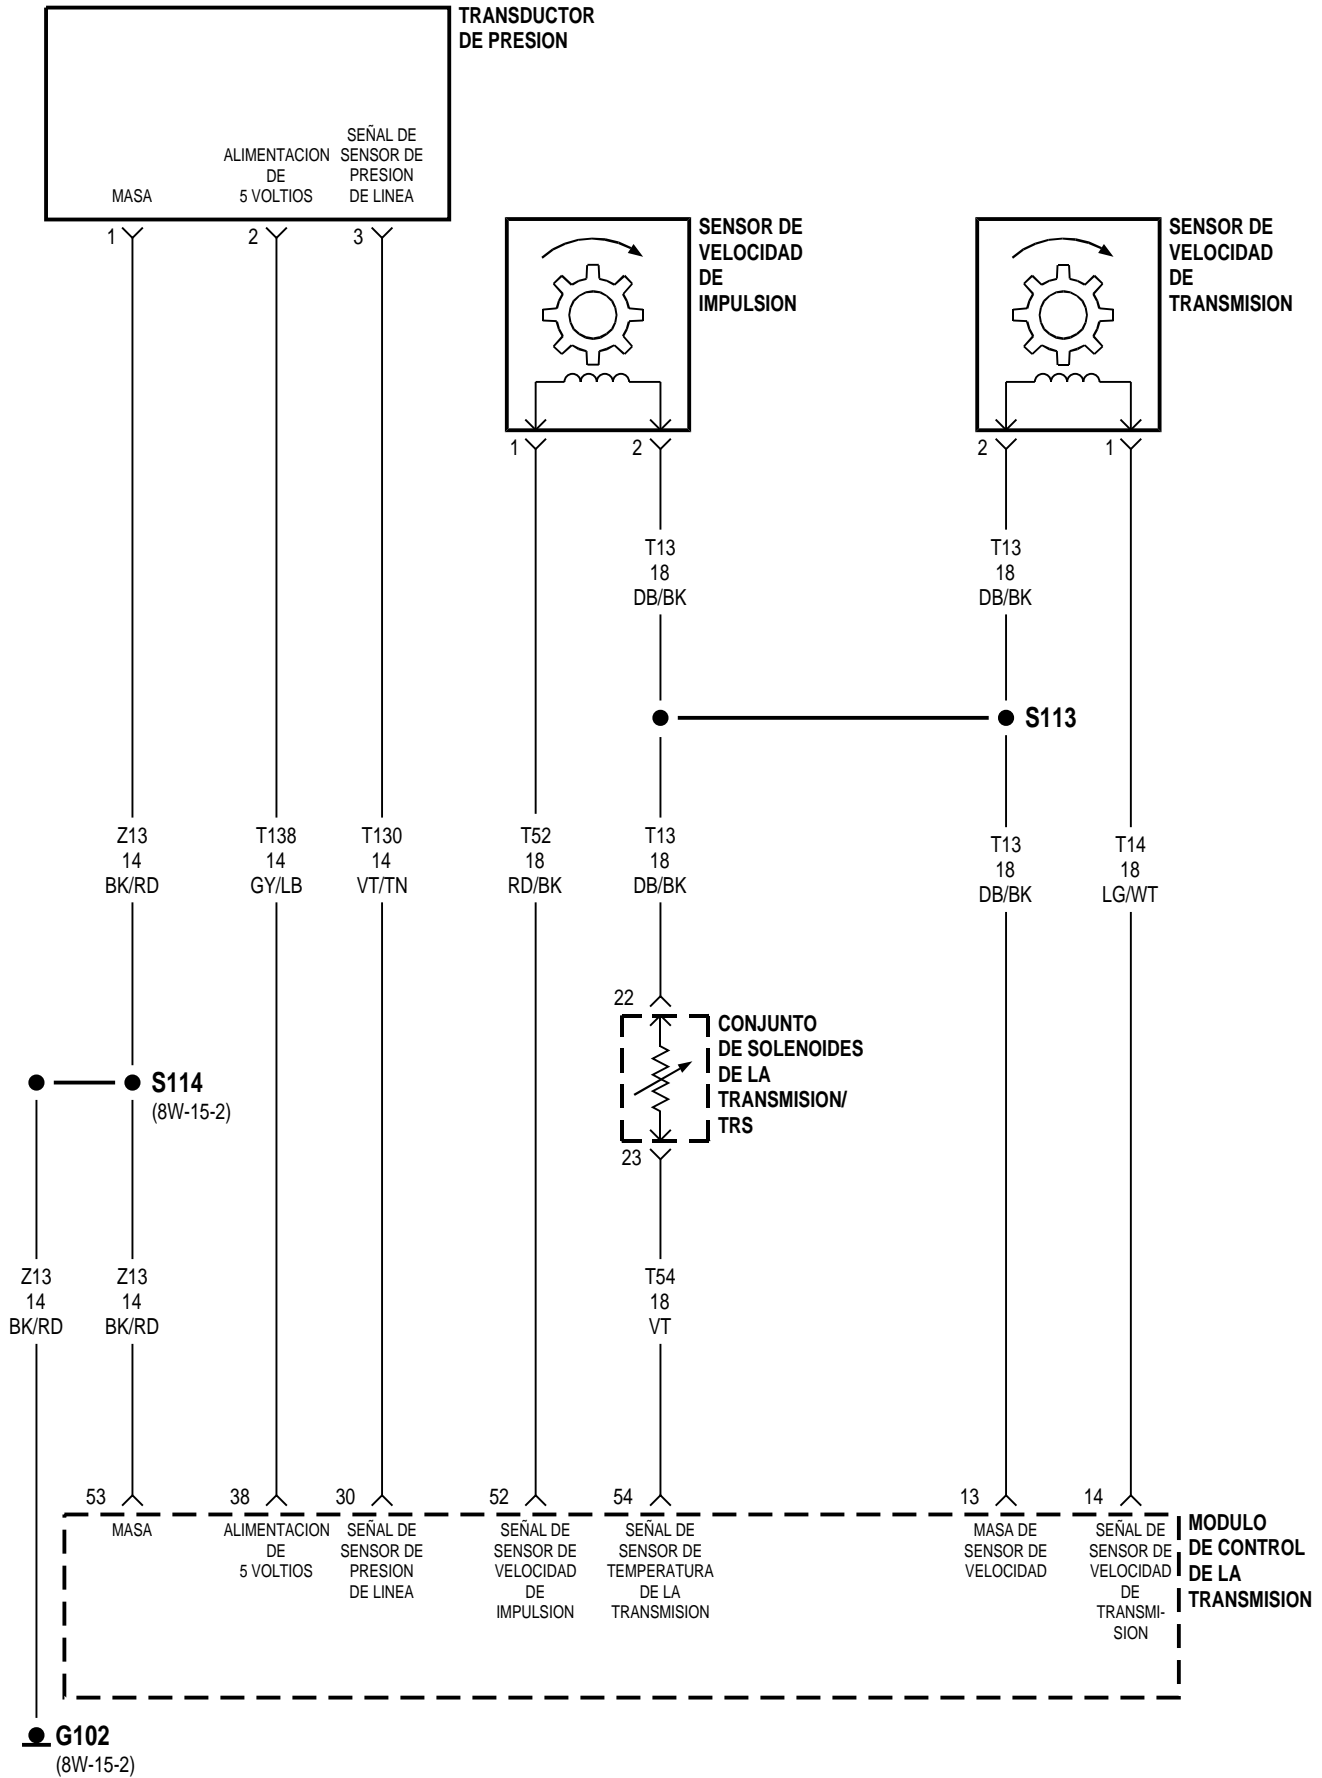 TRANSDUCTOR
DE PRESION
MASA
ALIMENTACION
DE
5 VOLTIOS
SEÑAL DE
SENSOR DE
PRESION
DE LINEA
1
2
3
SENSOR DE
VELOCIDAD
DE
IMPULSION
SENSOR DE
VELOCIDAD
DE
TRANSMISION
1
2
2
1
T13
18
DB/BK
T13
18
DB/BK
S113
Z13
14
BK/RD
T138
14
GY/LB
T130
14
VT/TN
T52
18
RD/BK
T13
18
DB/BK
T13
18
DB/BK
T14
18
LG/WT
22
CONJUNTO
DE SOLENOIDES
DE LA
TRANSMISION/
TRS
23
S114
(8W-15-2)
Z13
14
BK/RD
Z13
14
BK/RD
T54
18
VT
53
38
30
52
54
13
14
MASA
ALIMENTACION
DE
5 VOLTIOS
SEÑAL DE
SENSOR DE
PRESION
DE LINEA
SEÑAL DE
SENSOR DE
VELOCIDAD
DE
IMPULSION
SEÑAL DE
SENSOR DE
TEMPERATURA
DE LA
TRANSMISION
MASA DE
SENSOR DE
VELOCIDAD
SEÑAL DE
SENSOR DE
VELOCIDAD
DE
TRANSMI-
SION
MODULO
DE CONTROL
DE LA
TRANSMISION
G102
(8W-15-2)